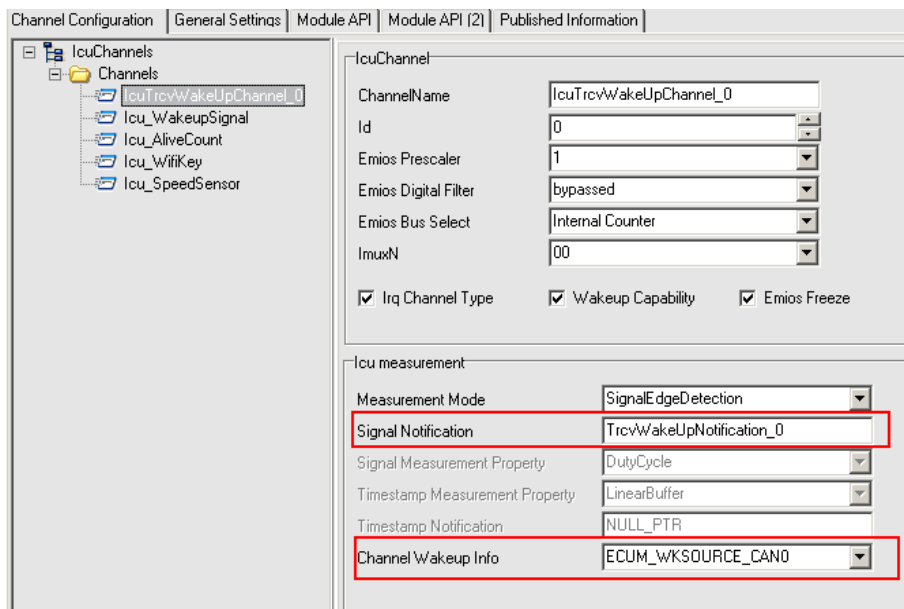 Channel Configuration General Settings Module API Module API (2) Published Information
IcuChannels
Channels
IcuTrcvWakeUpChannel_0
Icu_WakeupSignal
Icu_AliveCount
Icu_WifiKey
Icu_SpeedSensor
IcuChannel
ChannelName IcuTrcvWakeUpChannel_0
Id 0
Emios Prescaler 1
Emios Digital Filter bypassed
Emios Bus Select Internal Counter
ImuxN 00
Irq Channel Type Wakeup Capability Emios Freeze
Icu measurement
Measurement Mode SignalEdgeDetection
Signal Notification TrcvWakeUpNotification_0
Signal Measurement Property DutyCycle
Timestamp Measurement Property LinearBuffer
Timestamp Notification NULL_PTR
Channel Wakeup Info ECUM_WKSOURCE_CAN0